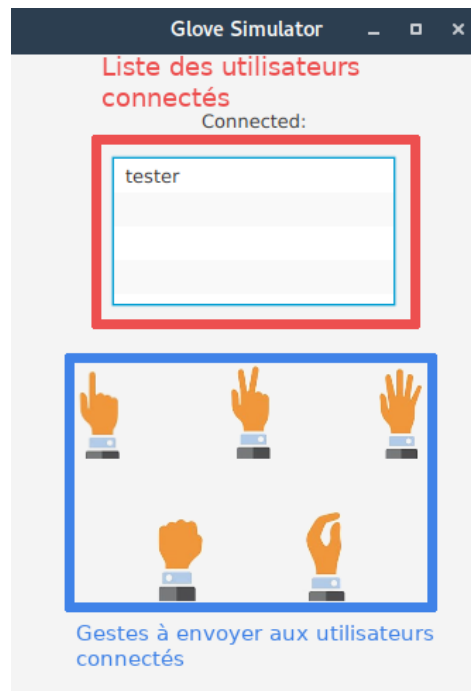 Glove Simulator
Liste des utilisateurs
connectés
Connected:
tester
Gestes à envoyer aux utilisateurs
connectés